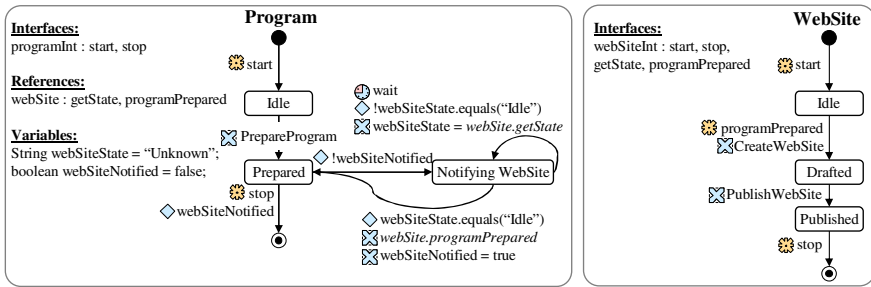 Program
Interfaces:
programInt : start, stop
References:
webSite : getState, programPrepared
Variables:
String webSiteState = “Unknown”;
boolean webSiteNotified = false;
start
Idle
PrepareProgram
Prepared
stop
webSiteNotified
wait
!webSiteState.equals(“Idle”)
webSiteState = webSite.getState
!webSiteNotified
Notifying WebSite
webSiteState.equals(“Idle”)
webSite.programPrepared
webSiteNotified = true
WebSite
Interfaces:
webSiteInt : start, stop,
getState, programPrepared
start
Idle
programPrepared
CreateWebSite
Drafted
PublishWebSite
Published
stop